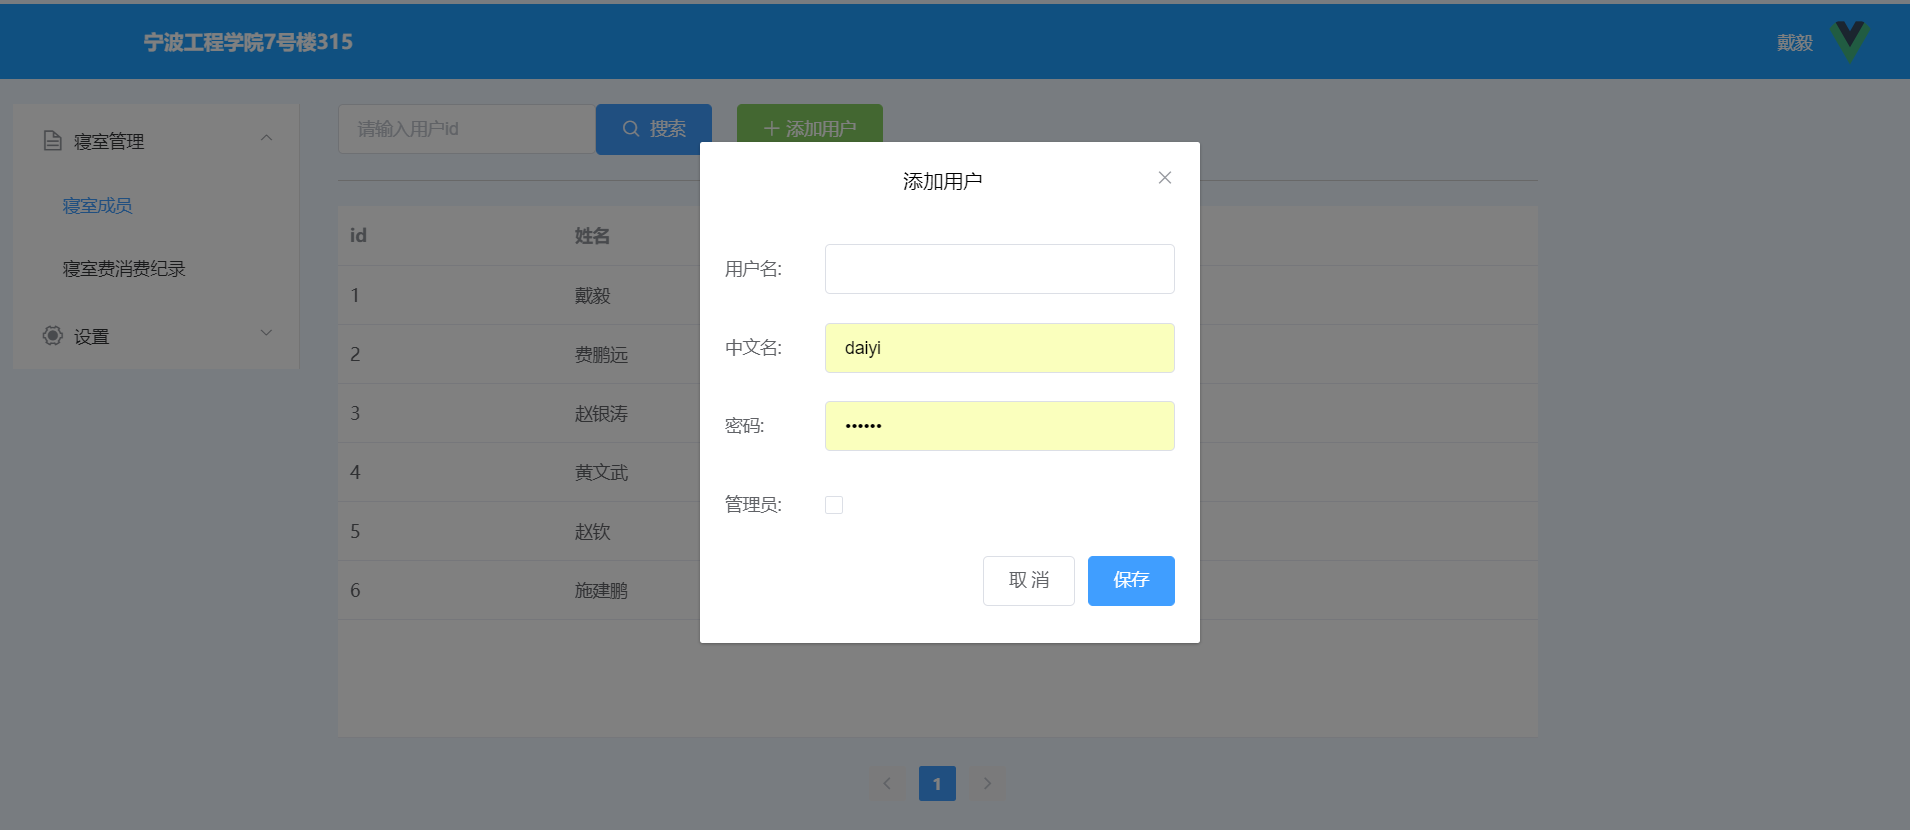 宁波工程学院7号楼315
戴毅
寝室管理
寝室成员
寝室费消费纪录
设置
请输入用户id
搜索
添加用户
id 姓名
1 戴毅
2 费鹏远
3 赵银涛
4 黄文武
5 赵钦
6 施建鹏
添加用户
用户名:
中文名: daiyi
密码: ••••••
管理员:
取 消 保存
1